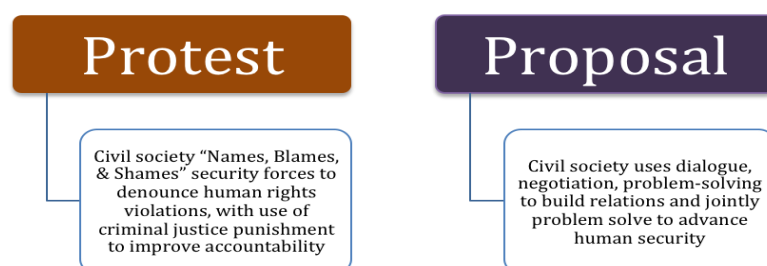 Protest
Civil society “Names, Blames,
& Shames” security forces to
denounce human rights
violations, with use of
criminal justice punishment
to improve accountability
Proposal
Civil society uses dialogue,
negotiation, problem-solving
to build relations and jointly
problem solve to advance
human security